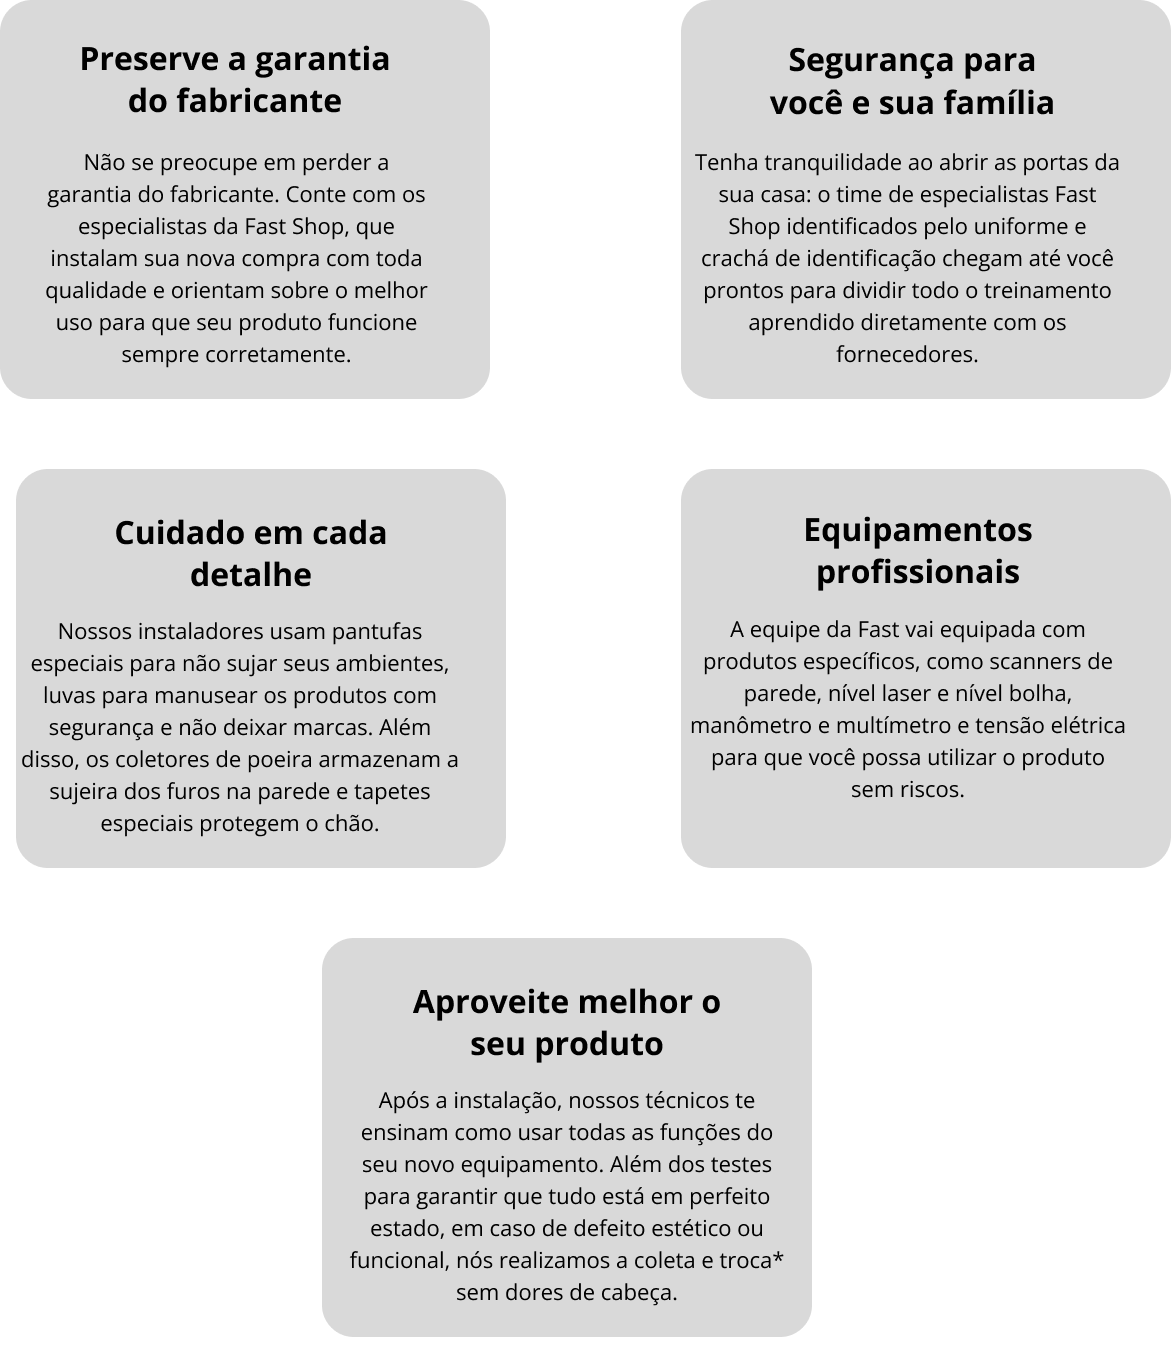 Preserve a garantia
do fabricante
Não se preocupe em perder a
garantia do fabricante. Conte com os
especialistas da Fast Shop, que
instalam sua nova compra com toda
qualidade e orientam sobre o melhor
uso para que seu produto funcione
sempre corretamente.
Segurança para
você e sua família
Tenha tranquilidade ao abrir as portas da
sua casa: o time de especialistas Fast
Shop identificados pelo uniforme e
crachá de identificação chegam até você
prontos para dividir todo o treinamento
aprendido diretamente com os
fornecedores.
Cuidado em cada
detalhe
Nossos instaladores usam pantufas
especiais para não sujar seus ambientes,
luvas para manusear os produtos com
segurança e não deixar marcas. Além
disso, os coletores de poeira armazenam a
sujeira dos furos na parede e tapetes
especiais protegem o chão.
Equipamentos
profissionais
A equipe da Fast vai equipada com
produtos específicos, como scanners de
parede, nível laser e nível bolha,
manômetro e multímetro e tensão elétrica
para que você possa utilizar o produto
sem riscos.
Aproveite melhor o
seu produto
Após a instalação, nossos técnicos te
ensinam como usar todas as funções do
seu novo equipamento. Além dos testes
para garantir que tudo está em perfeito
estado, em caso de defeito estético ou
funcional, nós realizamos a coleta e troca*
sem dores de cabeça.